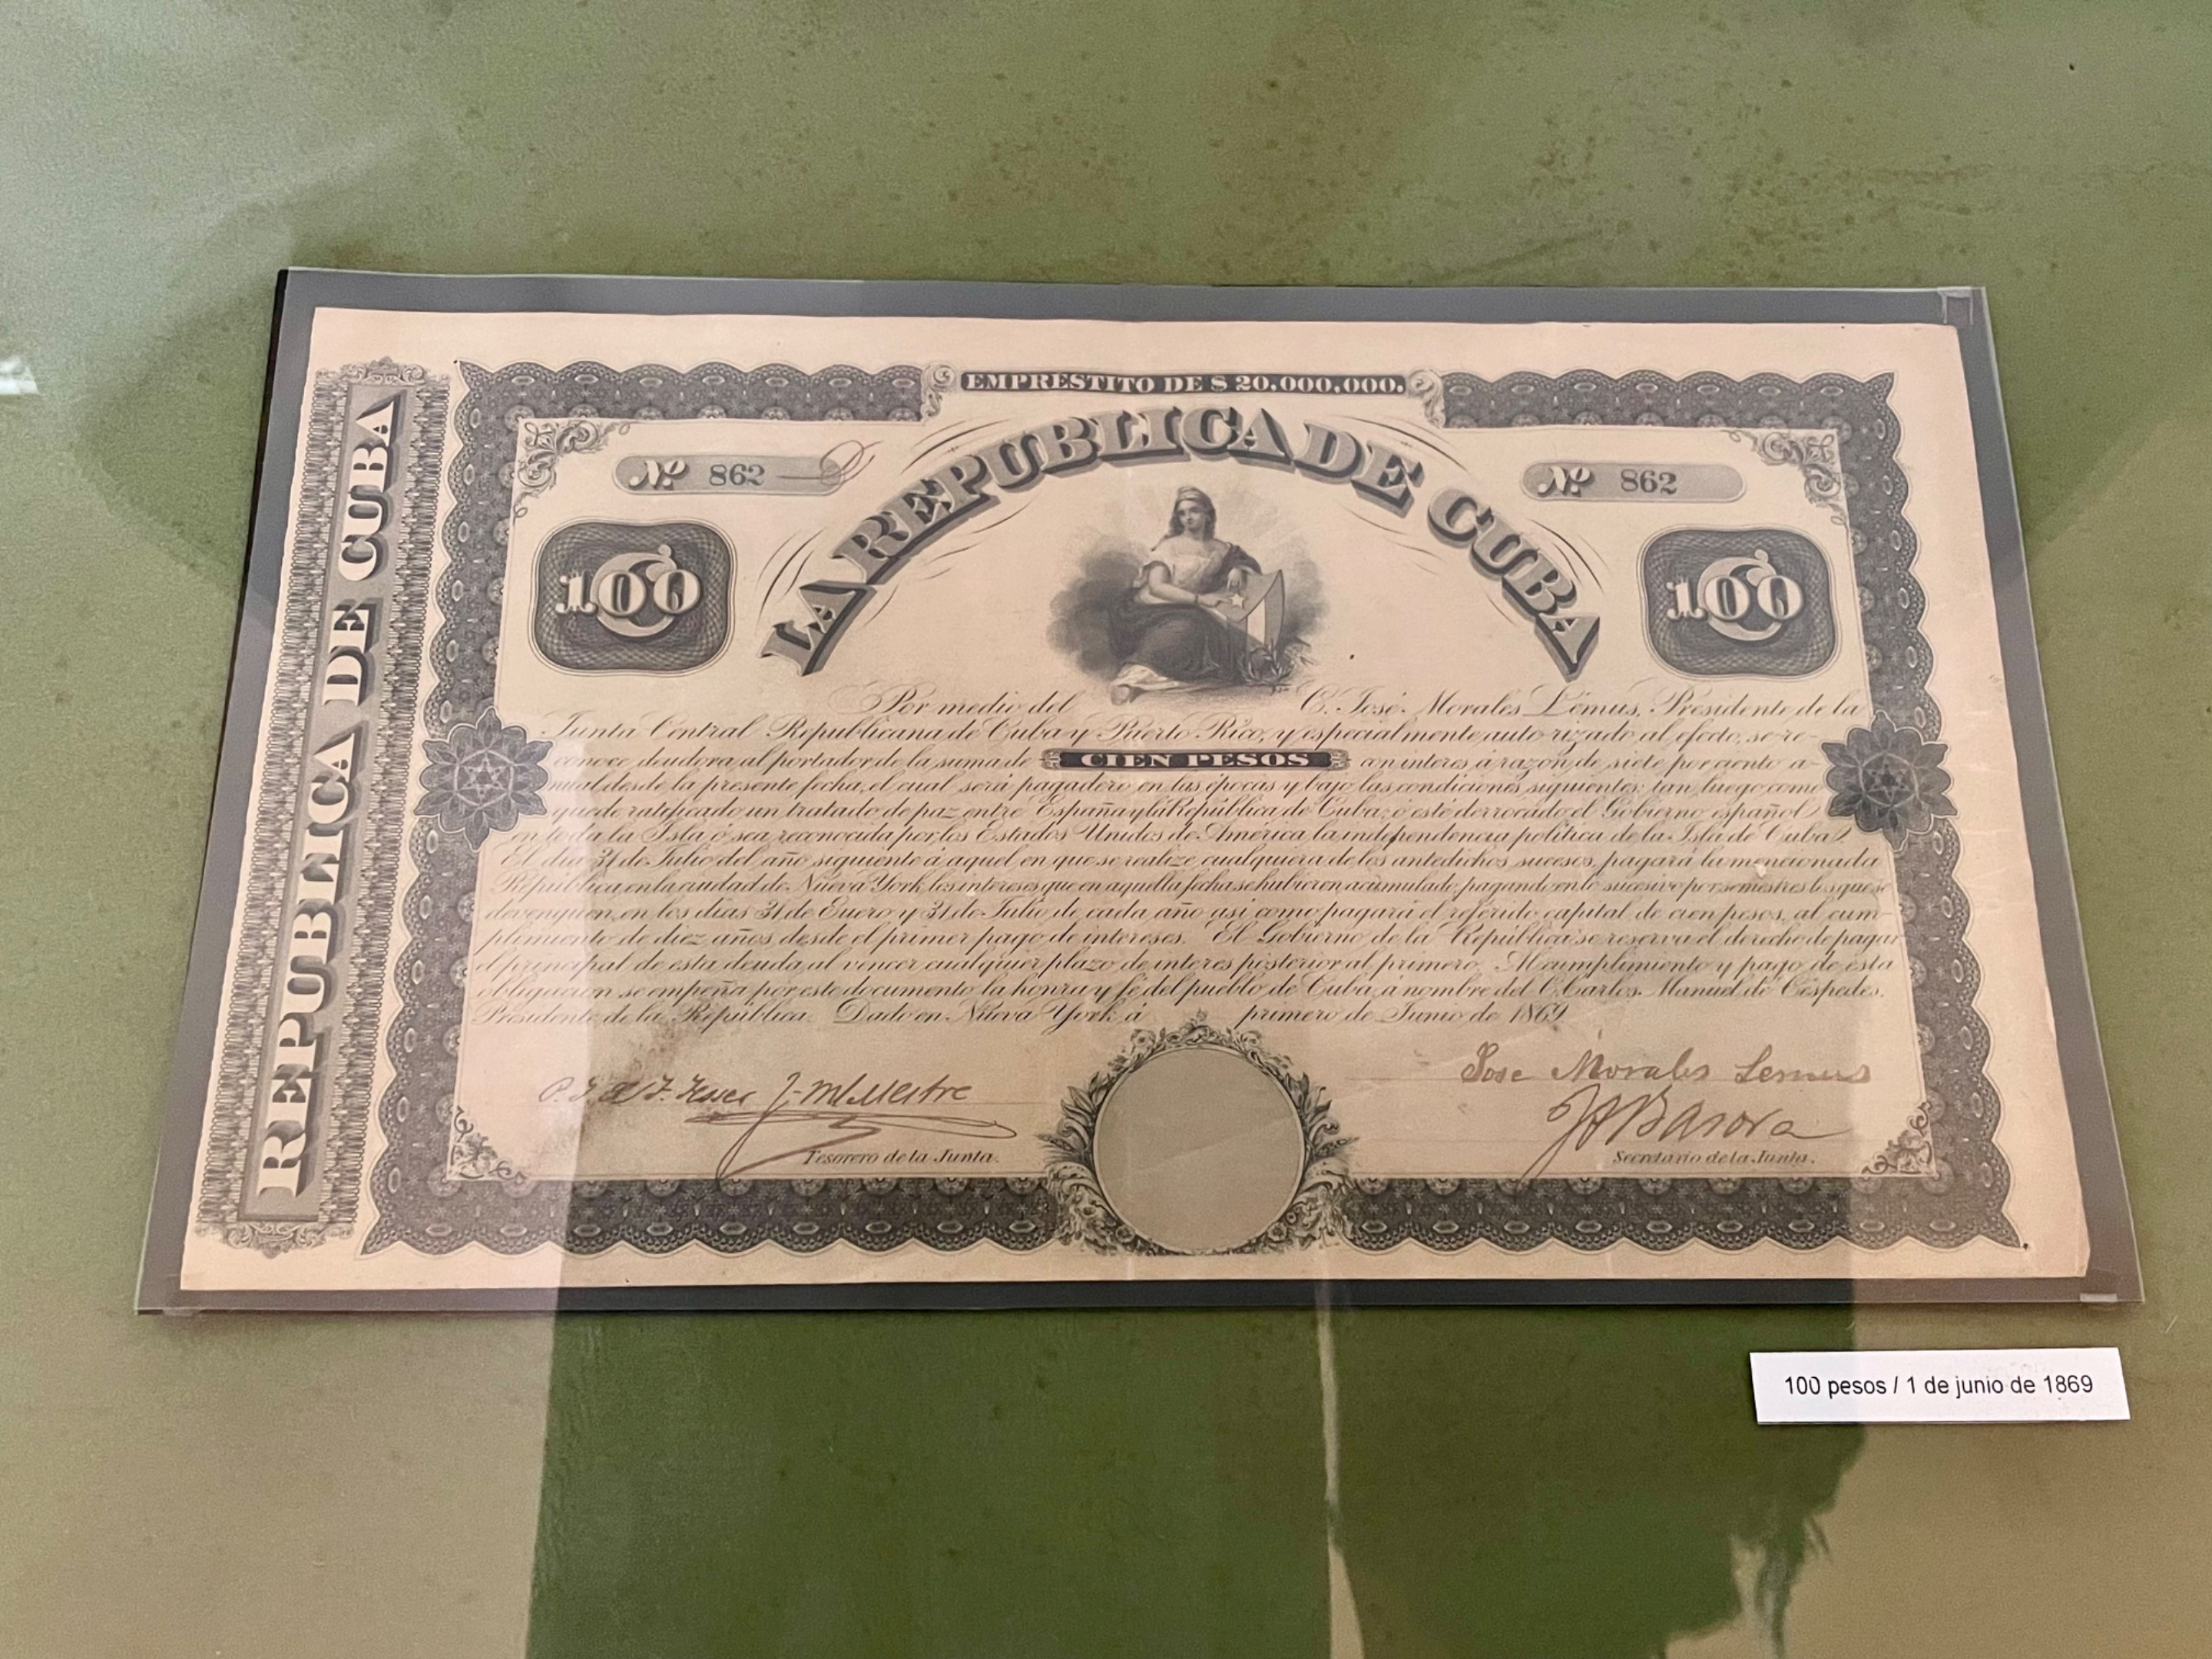 REPUBLICA DE CUBA
EMPRESTITO DE $ 20,000,000.
LA REPUBLICA DE CUBA
Nº 862
Nº 862
100
100
Por medio del C. José Morales Lémus, Presidente de la
Junta Central Republicana de Cuba y Puerto Rico, y especialmente autorizado al efecto, se re-
conoce deudora al portador de la suma de CIEN PESOS con interes á razon de siete por ciento a-
nual desde la presente fecha, el cual será pagadero en las épocas y bajo las condiciones siguientes: tan luego como
quede ratificado un tratado de paz entre España y la República de Cuba; ó esté derrocado el Gobierno español
en toda la Isla ó sea reconocida por los Estados Unidos de América la independencia política de la Isla de Cuba.
El dia 31 de Julio del año siguiente á aquel en que se realize cualquiera de los antedichos sucesos, pagará la mencionada
República en la ciudad de Nueva York los intereses que en aquella fecha se hubieren acumulado pagando en lo sucesivo por semestres los que se
devenguen, en los dias 31 de Enero y 31 de Julio de cada año asi como pagará el referido capital de cien pesos, al cum-
plimiento de diez años desde el primer pago de intereses. El Gobierno de la República se reserva el derecho de pagar
el principal de esta deuda al vencer cualquier plazo de interes posterior al primero. Al cumplimiento y pago de esta
obligacion se empeña por este documento la honra y fé del pueblo de Cuba á nombre del C. Carlos Manuel de Céspedes,
Presidente de la República. Dado en Nueva York á primero de Junio de 1869
Jose Morales Lemus
J. M. Mestre
J F Basora
Tesorero de la Junta.
Secretario de la Junta.
100 pesos / 1 de junio de 1869